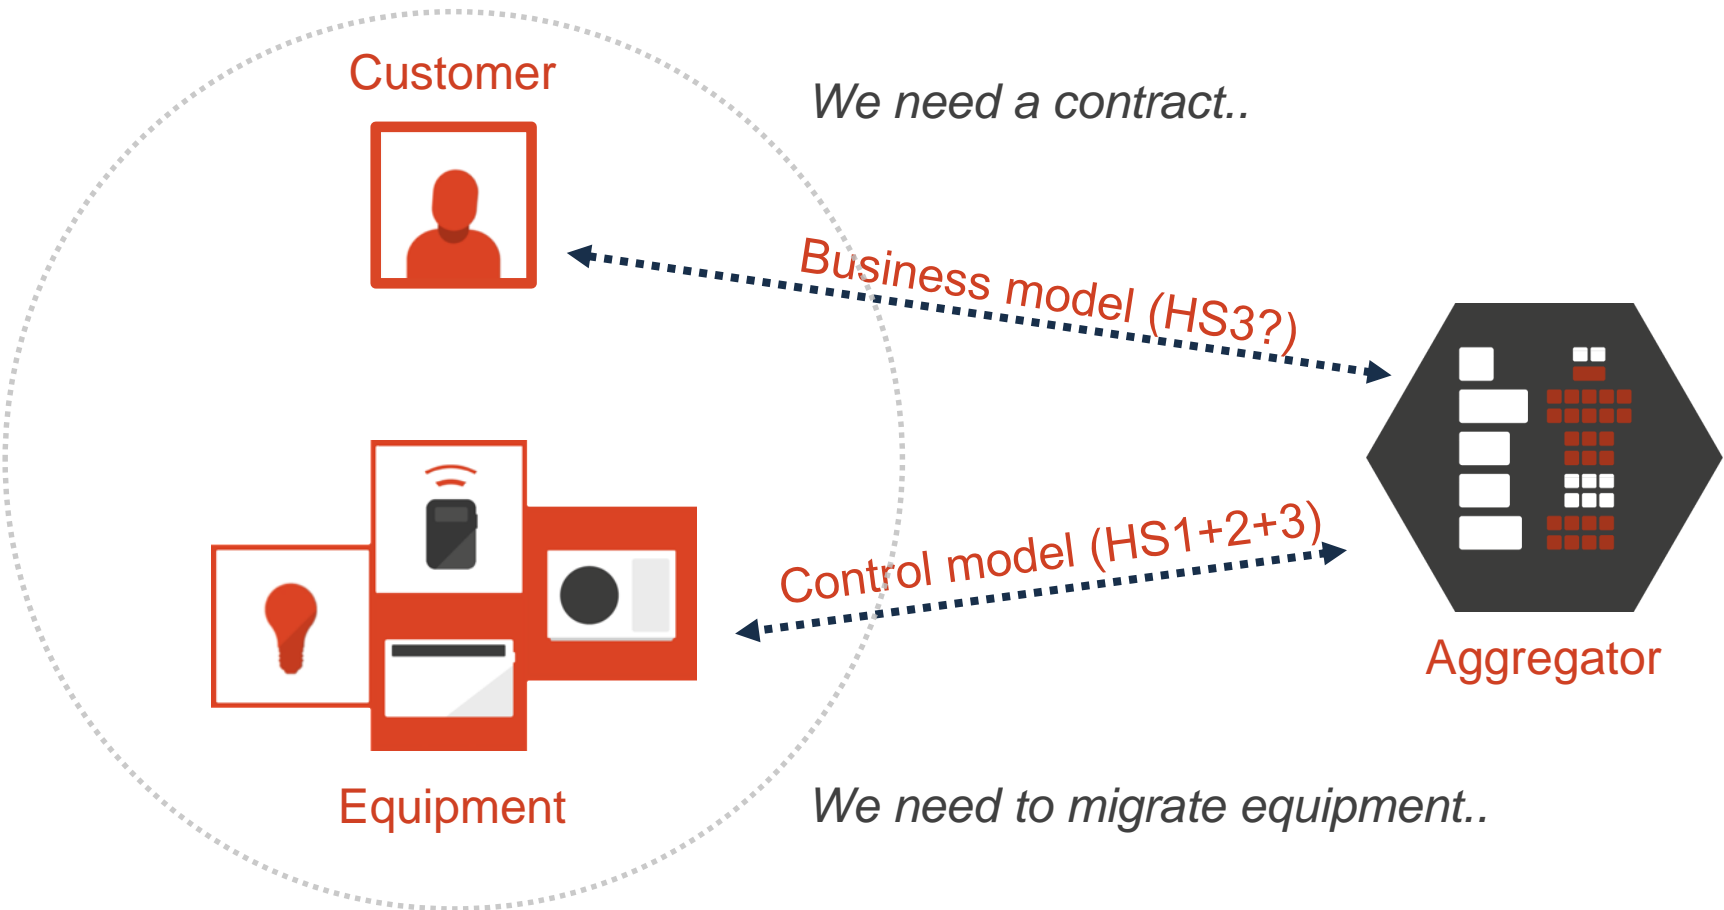 Customer
We need a contract..
Business model (HS3?)
Control model (HS1+2+3)
Aggregator
Equipment
We need to migrate equipment..